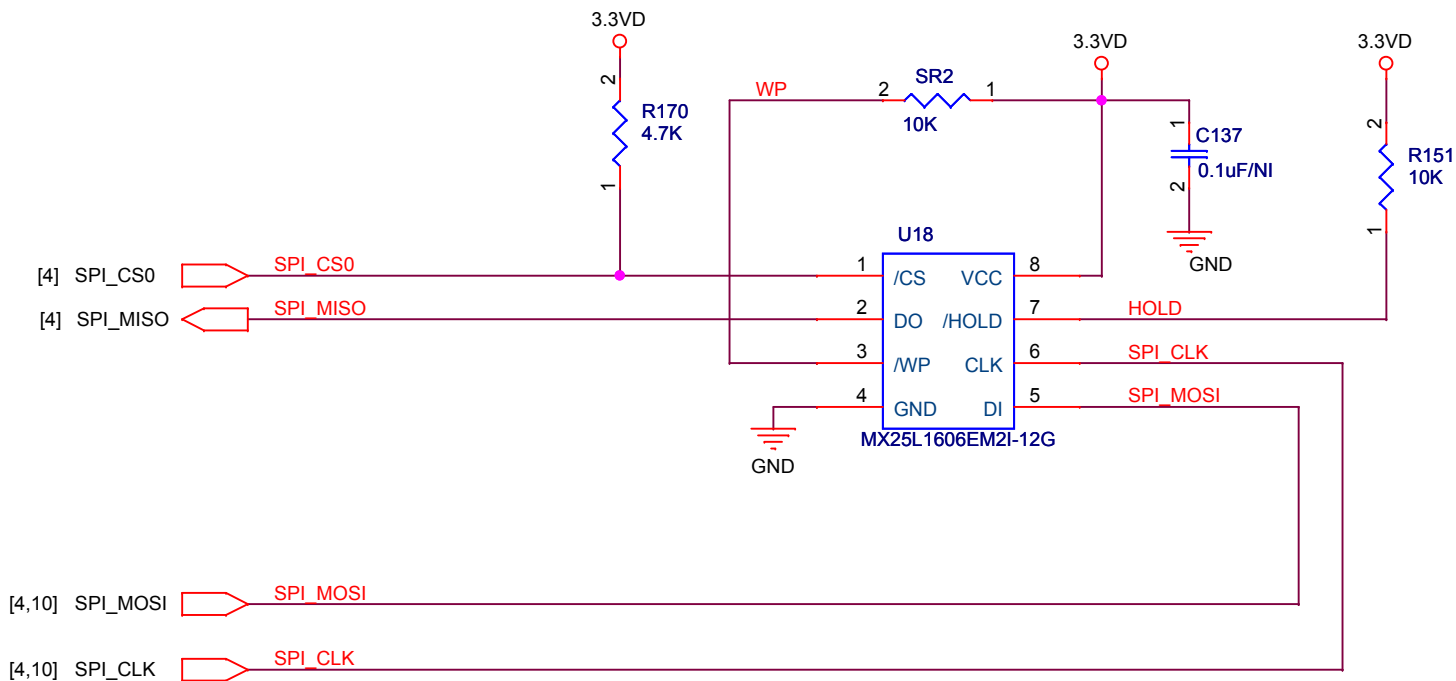 3.3VD
3.3VD
3.3VD
WP
2
SR2
1
10K
2
R170
4.7K
1
1
C137
0.1uF/NI
2
GND
2
R151
10K
1
U18
[4] SPI_CS0
SPI_CS0
1
/CS
VCC
8
[4] SPI_MISO
SPI_MISO
2
DO
/HOLD
7
HOLD
3
/WP
CLK
6
SPI_CLK
4
GND
DI
5
SPI_MOSI
GND
MX25L1606EM2I-12G
[4,10] SPI_MOSI
SPI_MOSI
[4,10] SPI_CLK
SPI_CLK